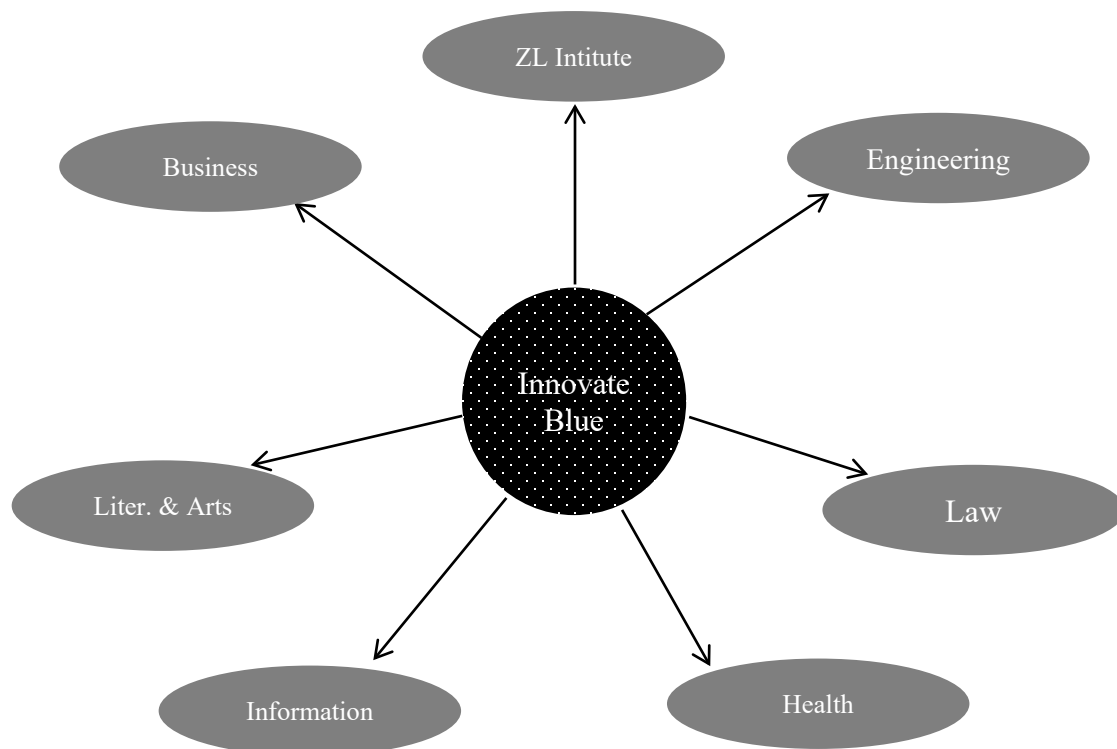 ZL Intitute
Business
Engineering
Innovate
Blue
Liter. & Arts
Law
Information
Health